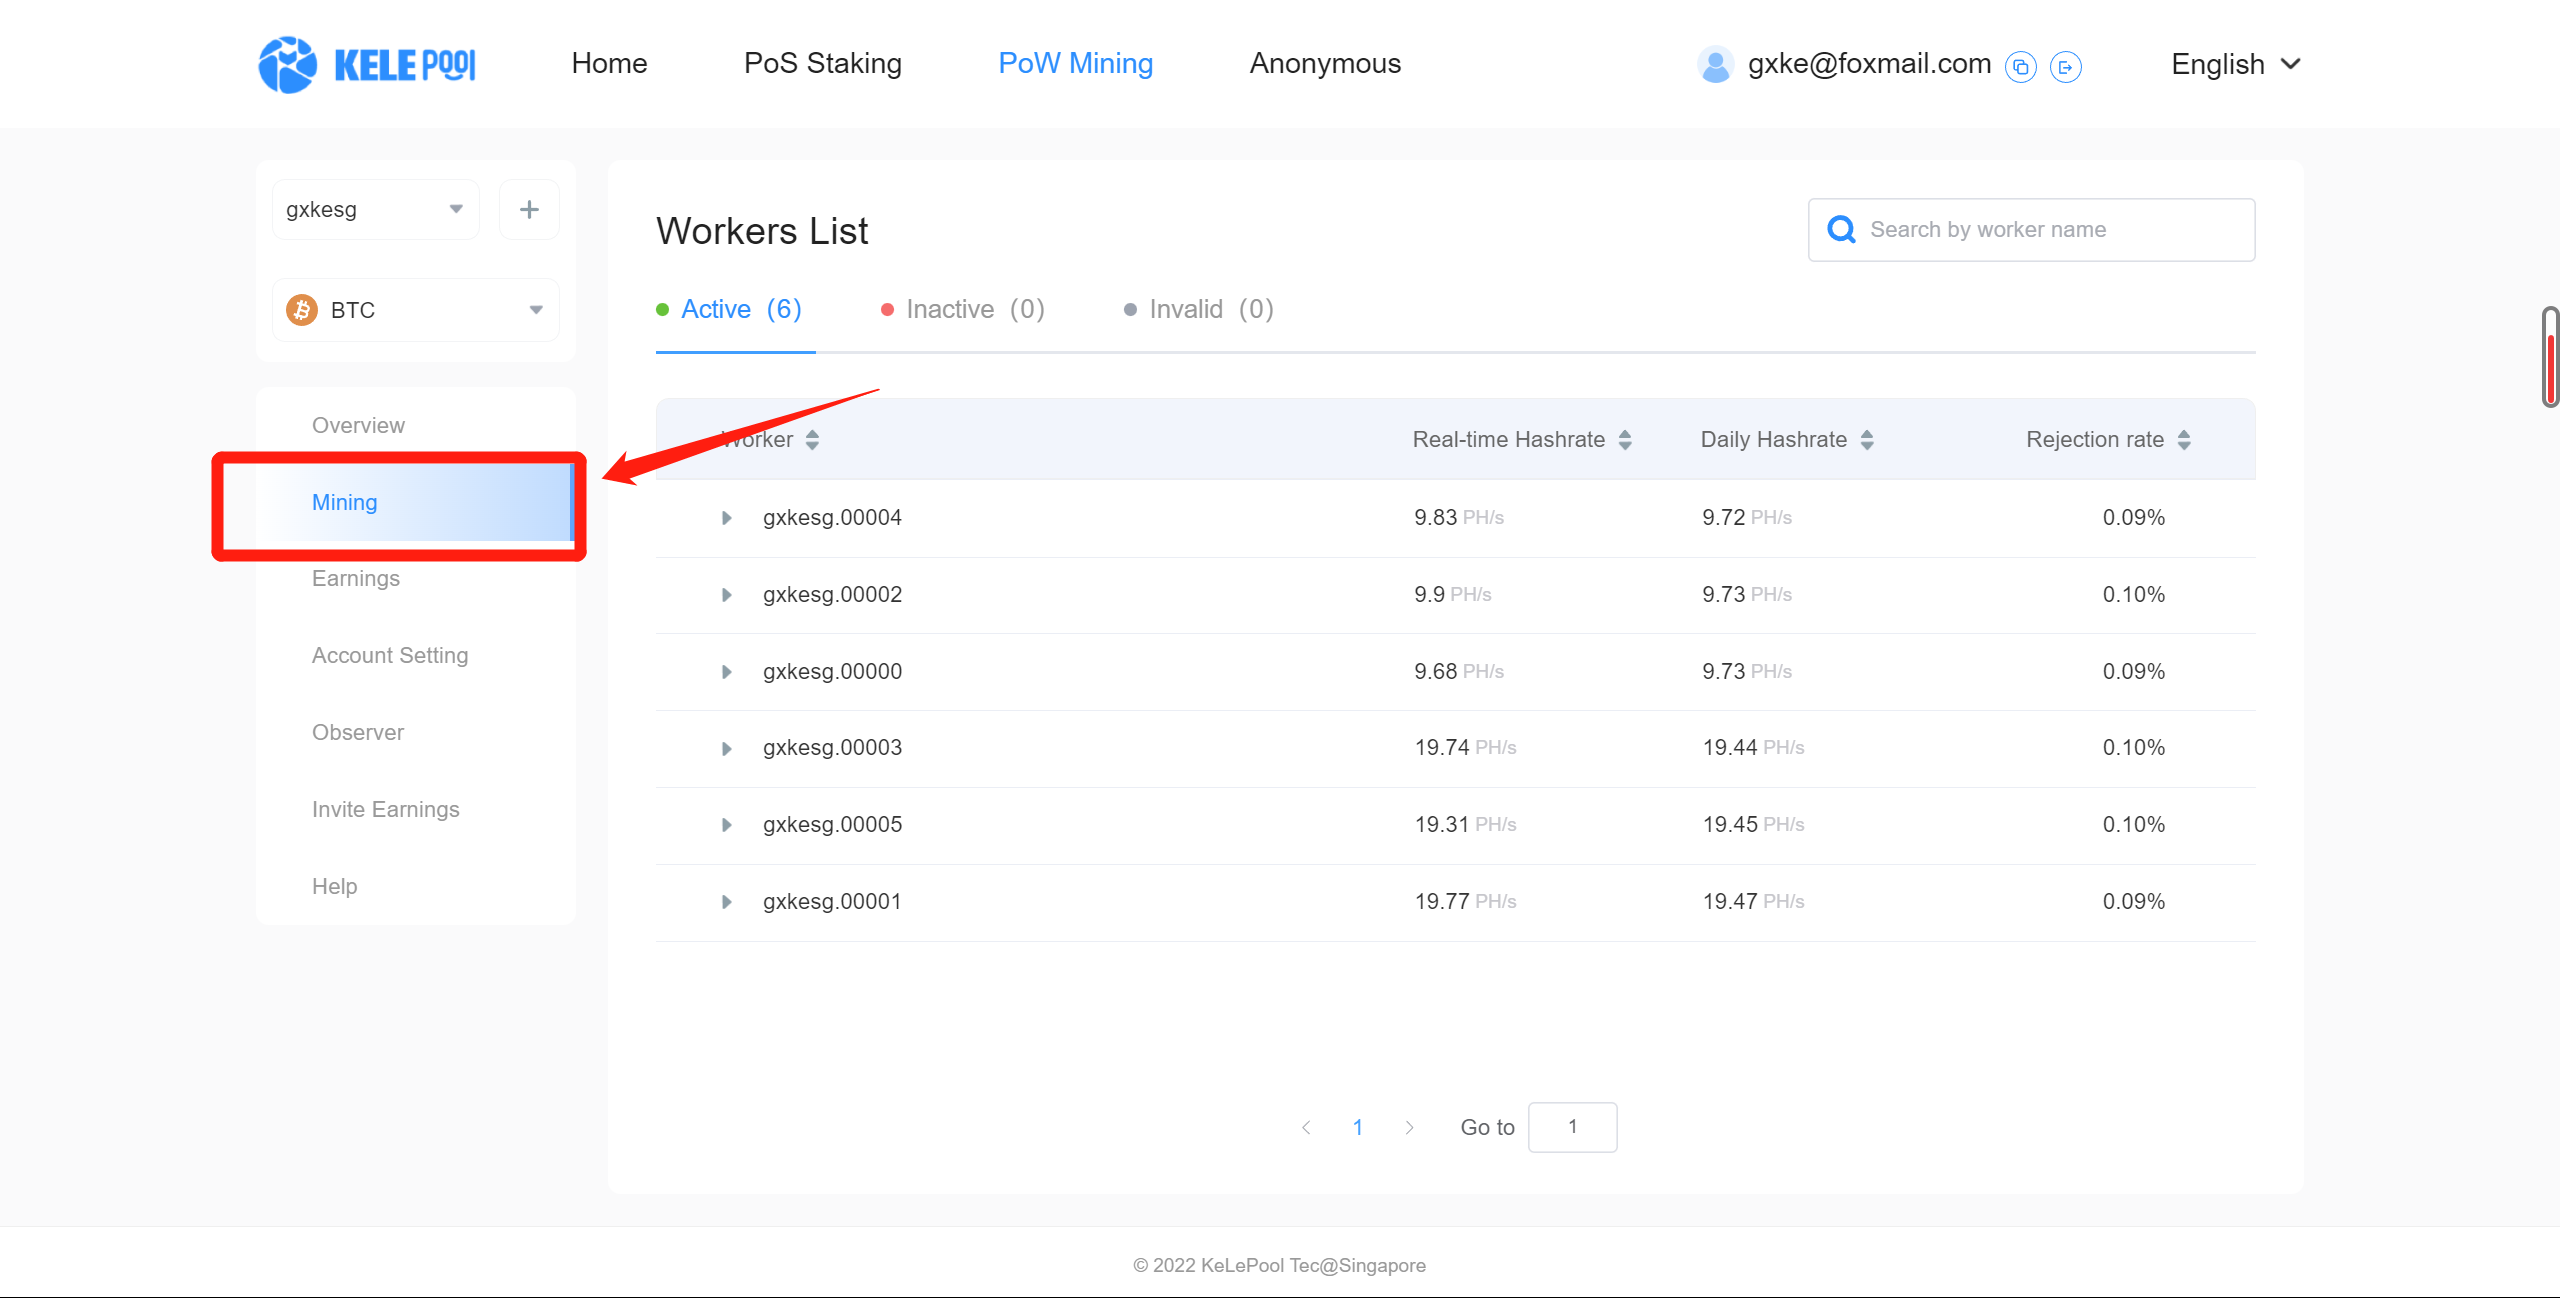 KELE POOL
Home
PoS Staking
PoW Mining
Anonymous
gxke@foxmail.com
English
gxkesg
BTC
Overview
Mining
Earnings
Account Setting
Observer
Invite Earnings
Help
Workers List
Search by worker name
Active (6)
Inactive (0)
Invalid (0)
Worker Real-time Hashrate Daily Hashrate Rejection rate
gxkesg.00004 9.83 PH/s 9.72 PH/s 0.09%
gxkesg.00002 9.9 PH/s 9.73 PH/s 0.10%
gxkesg.00000 9.68 PH/s 9.73 PH/s 0.09%
gxkesg.00003 19.74 PH/s 19.44 PH/s 0.10%
gxkesg.00005 19.31 PH/s 19.45 PH/s 0.10%
gxkesg.00001 19.77 PH/s 19.47 PH/s 0.09%
1 Go to 1
© 2022 KeLePool Tec@Singapore